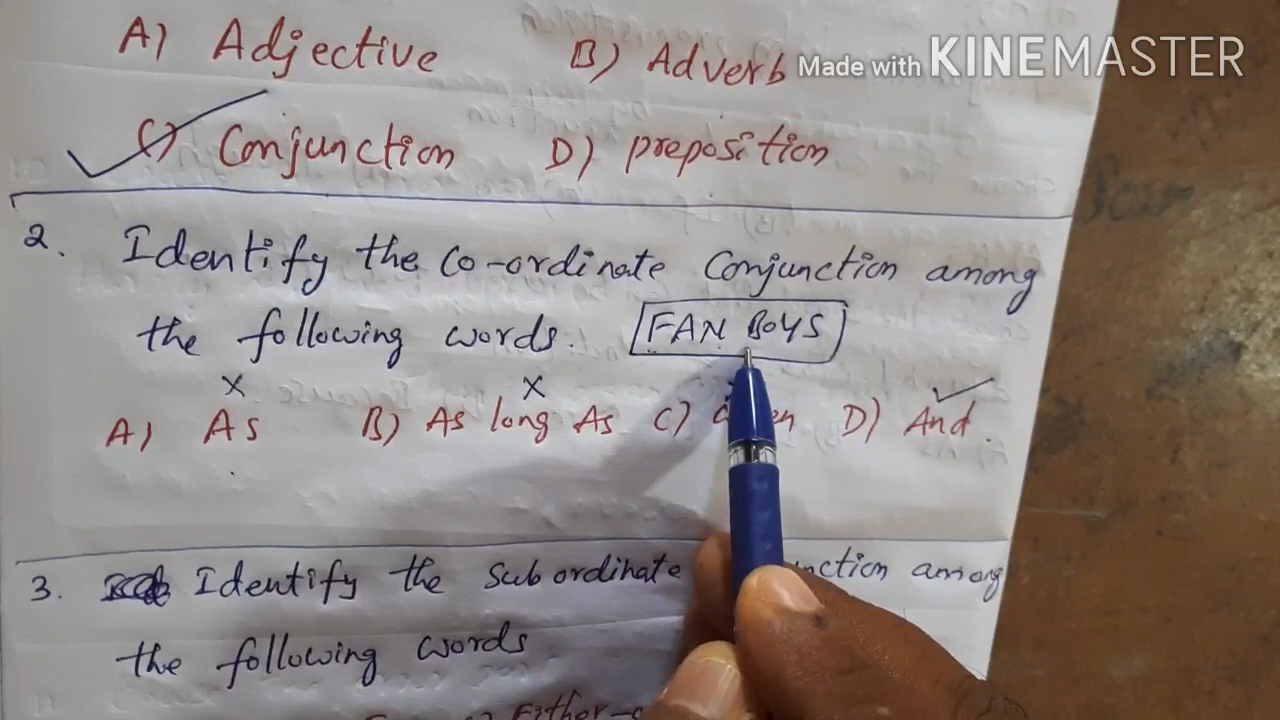 A) Adjective B) Adverb
Made with KINEMASTER
C) Conjunction D) preposition
2. Identify the Co-ordinate Conjunction among
the following words. FAN BOYS
x x
A) As B) As long As C) D) And.
3. Identify the Subordinate among
the following words
Either-